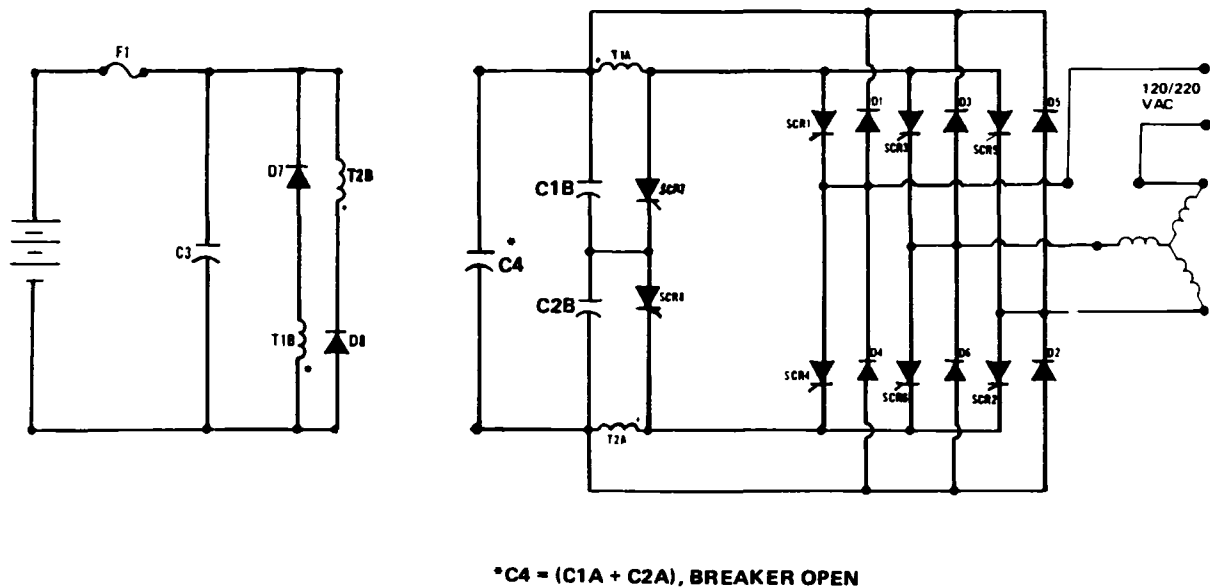 F1
T1A
120/220
VAC
D1
D3
D5
SCR1
SCR3
SCR5
D7
T2B
C1B
SCR7
C3
*
C4
C2B
SCR8
T1B
D8
SCR4
D4
SCR6
D6
SCR2
D2
T2A
*C4 = (C1A + C2A), BREAKER OPEN